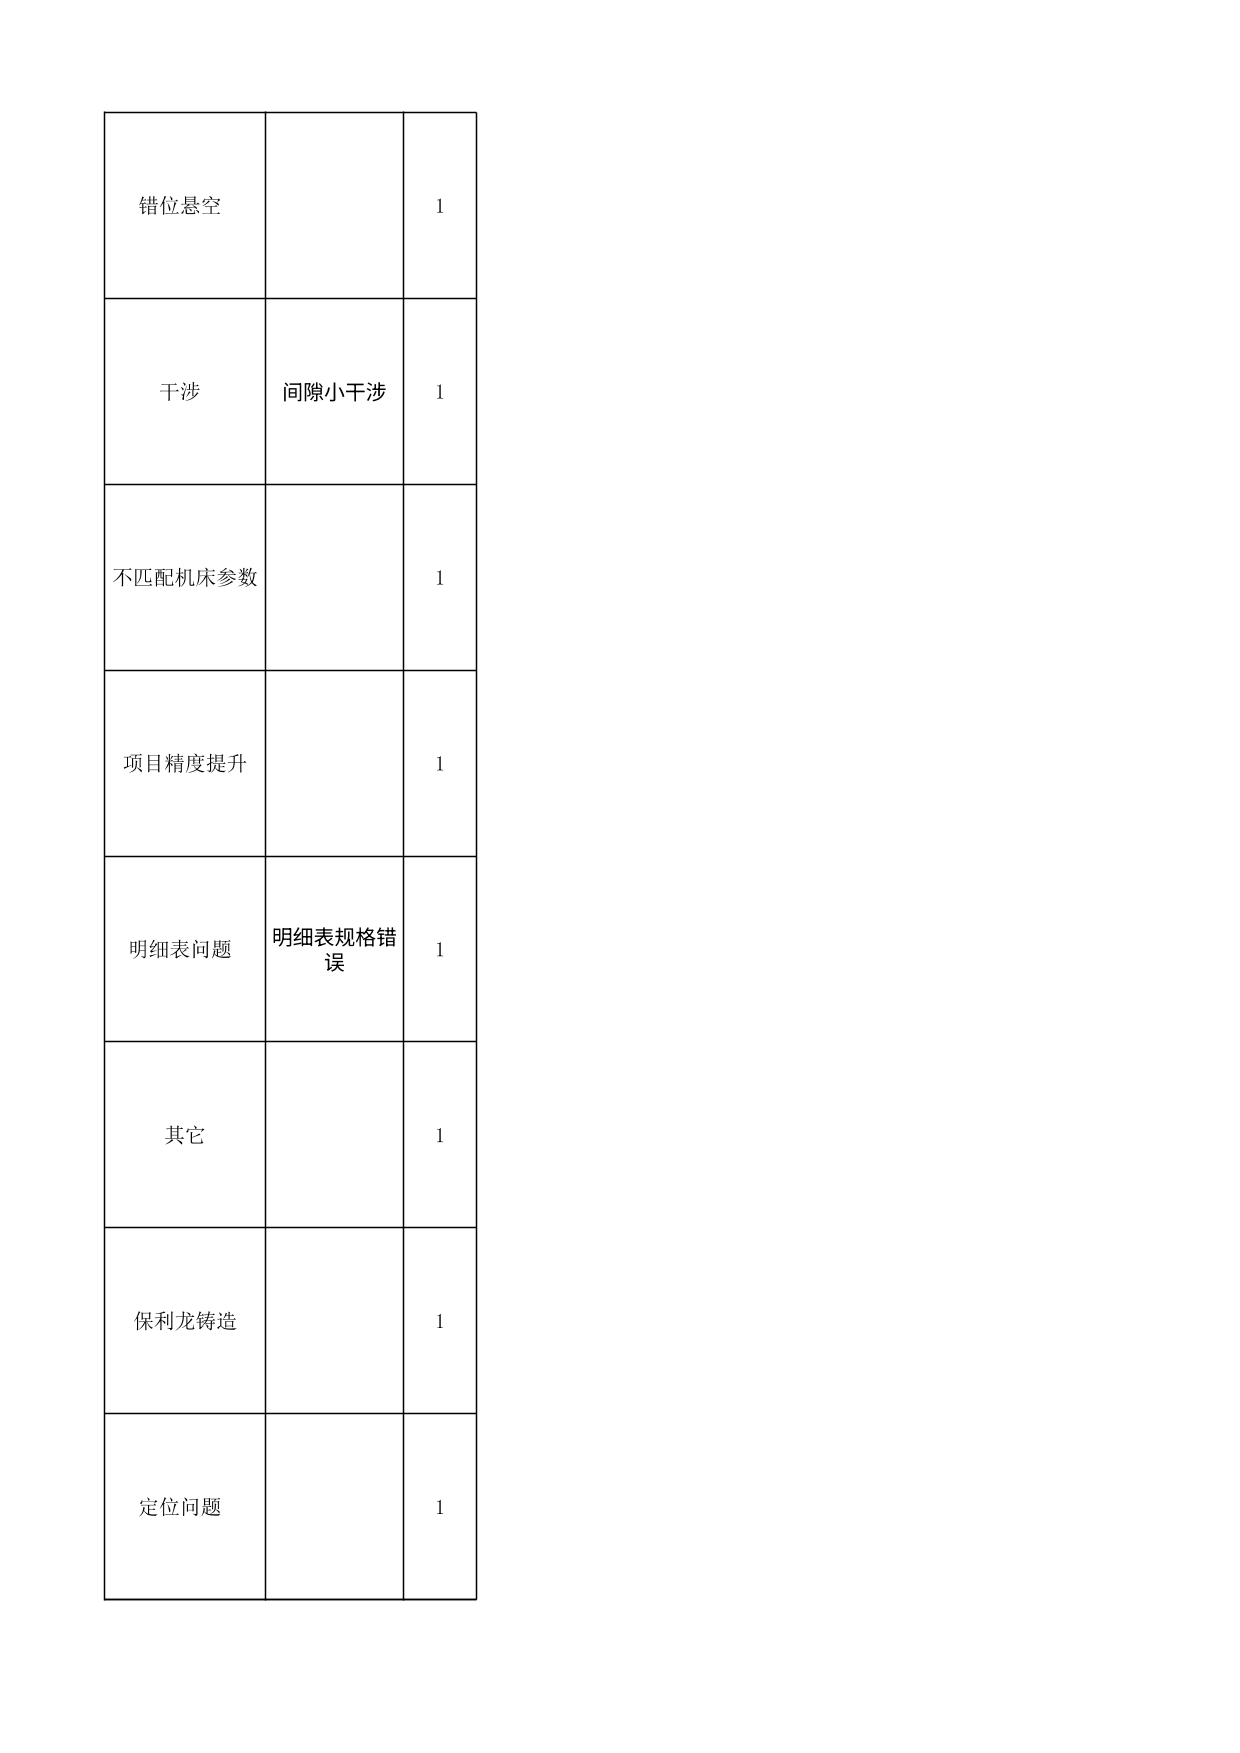 错位悬空 1
干涉 间隙小干涉 1
不匹配机床参数 1
项目精度提升 1
明细表问题 明细表规格错 1
误
其它 1
保利龙铸造 1
定位问题 1